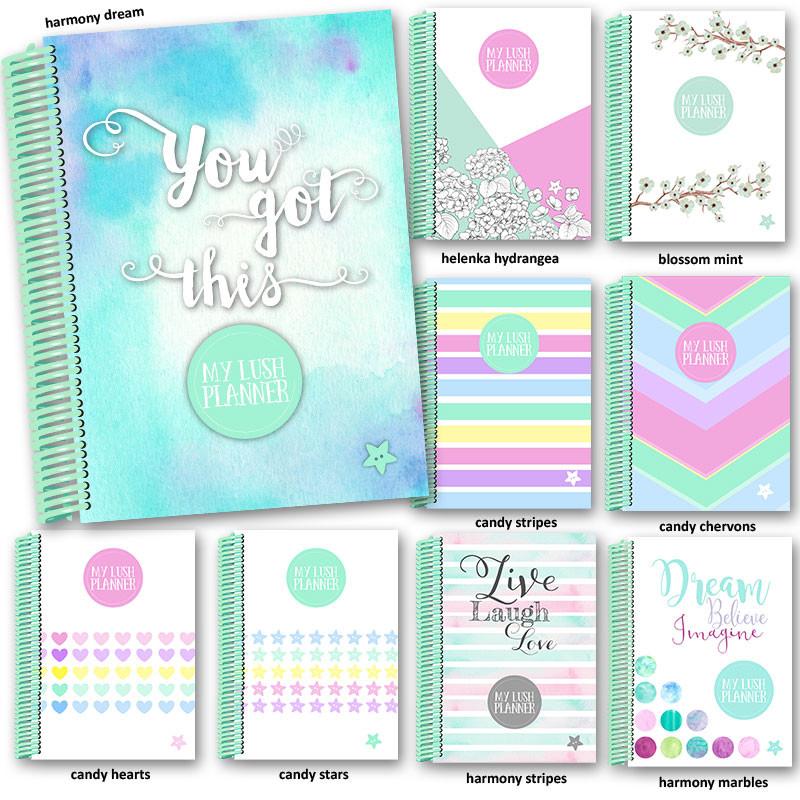 harmony dream
You
got
this
MY LUSH
PLANNER
MY LUSH
PLANNER
helenka hydrangea
MY LUSH
PLANNER
blossom mint
MY LUSH
PLANNER
candy stripes
MY LUSH
PLANNER
candy chervons
MY LUSH
PLANNER
candy hearts
MY LUSH
PLANNER
candy stars
Live
Laugh
Love
MY LUSH
PLANNER
harmony stripes
Dream
Believe
Imagine
MY LUSH
PLANNER
harmony marbles